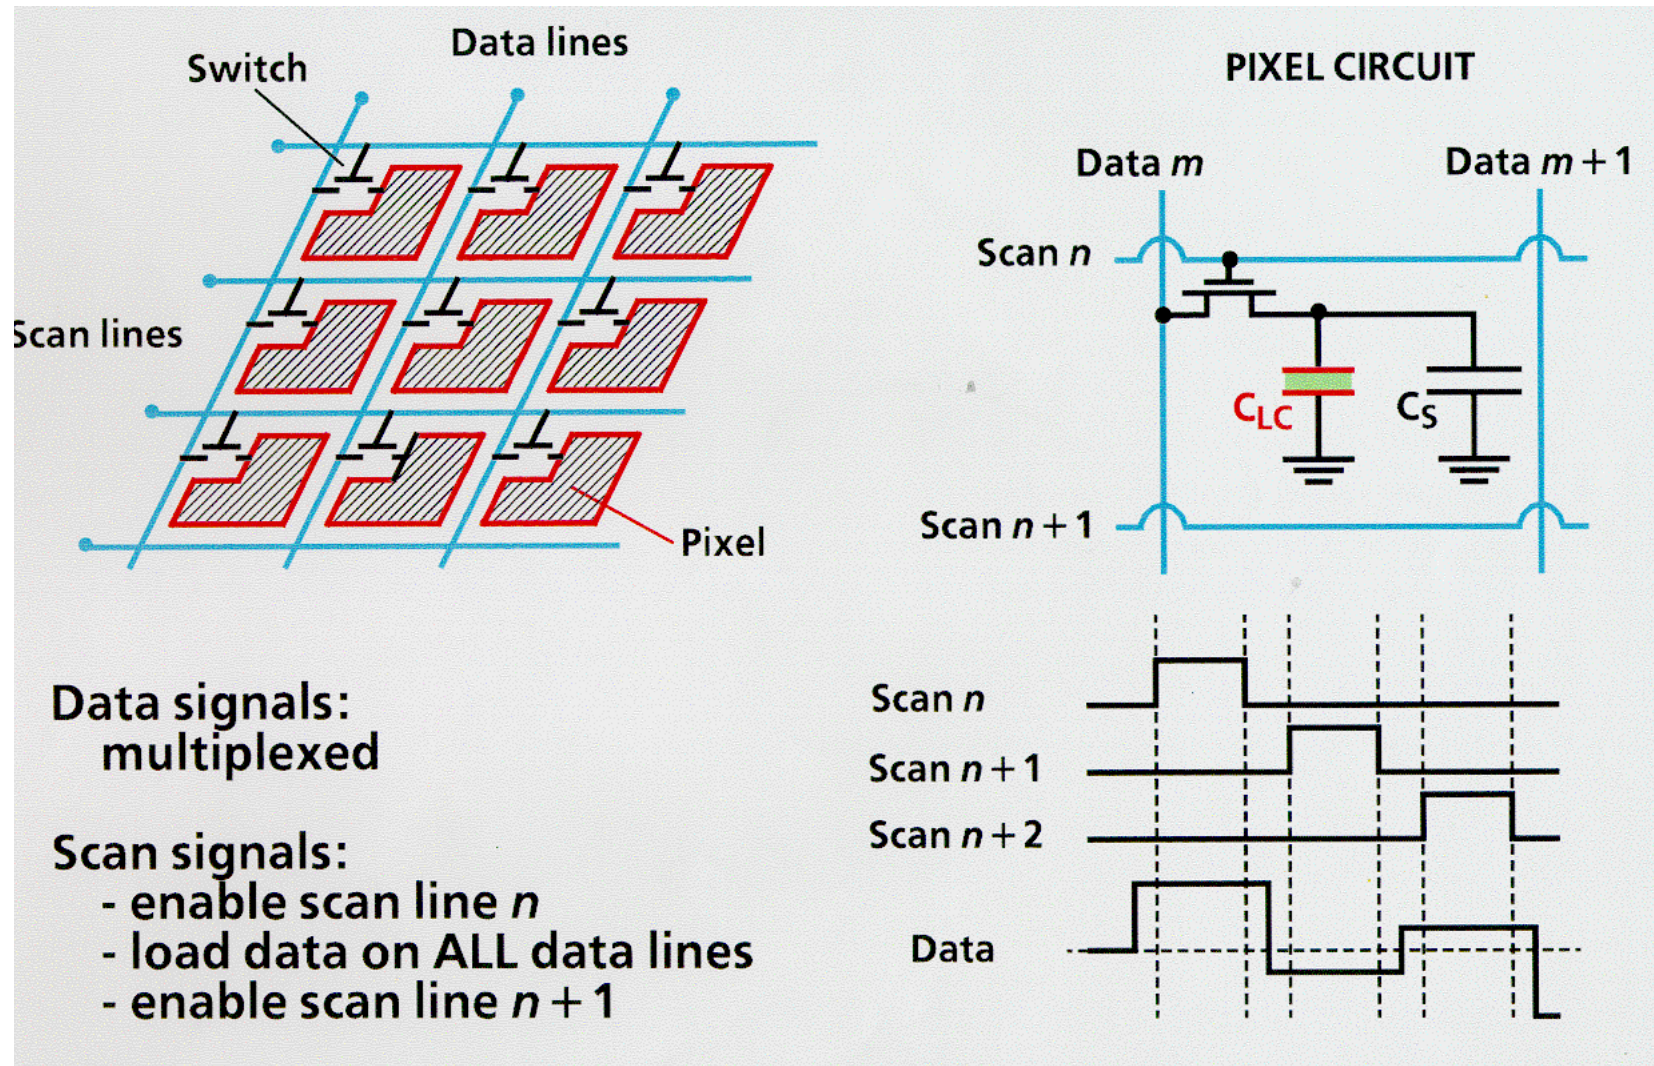 Data lines
Switch
Scan lines
Pixel
PIXEL CIRCUIT
Data m
Data m + 1
Scan n
CLC
CS
Scan n + 1
Data signals:
multiplexed
Scan signals:
- enable scan line n
- load data on ALL data lines
- enable scan line n + 1
Scan n
Scan n + 1
Scan n + 2
Data